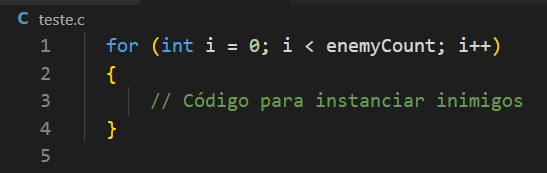 C teste.c
1 for (int i = 0; i < enemyCount; i++)
2 {
3 // Código para instanciar inimigos
4 }
5